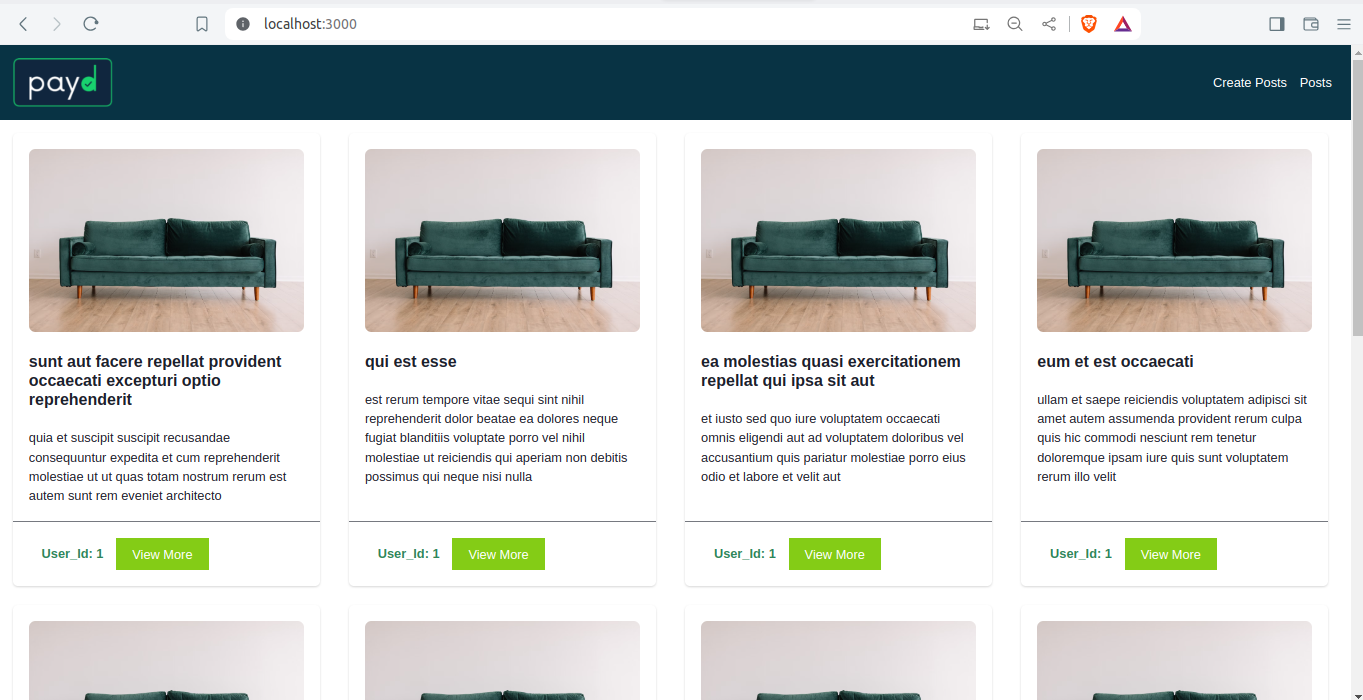 localhost:3000
payd
Create Posts Posts
sunt aut facere repellat provident
occaecati excepturi optio
reprehenderit
quia et suscipit suscipit recusandae
consequuntur expedita et cum reprehenderit
molestiae ut ut quas totam nostrum rerum est
autem sunt rem eveniet architecto
User_Id: 1 View More
qui est esse
est rerum tempore vitae sequi sint nihil
reprehenderit dolor beatae ea dolores neque
fugiat blanditiis voluptate porro vel nihil
molestiae ut reiciendis qui aperiam non debitis
possimus qui neque nisi nulla
User_Id: 1 View More
ea molestias quasi exercitationem
repellat qui ipsa sit aut
et iusto sed quo iure voluptatem occaecati
omnis eligendi aut ad voluptatem doloribus vel
accusantium quis pariatur molestiae porro eius
odio et labore et velit aut
User_Id: 1 View More
eum et est occaecati
ullam et saepe reiciendis voluptatem adipisci sit
amet autem assumenda provident rerum culpa
quis hic commodi nesciunt rem tenetur
doloremque ipsam iure quis sunt voluptatem
rerum illo velit
User_Id: 1 View More